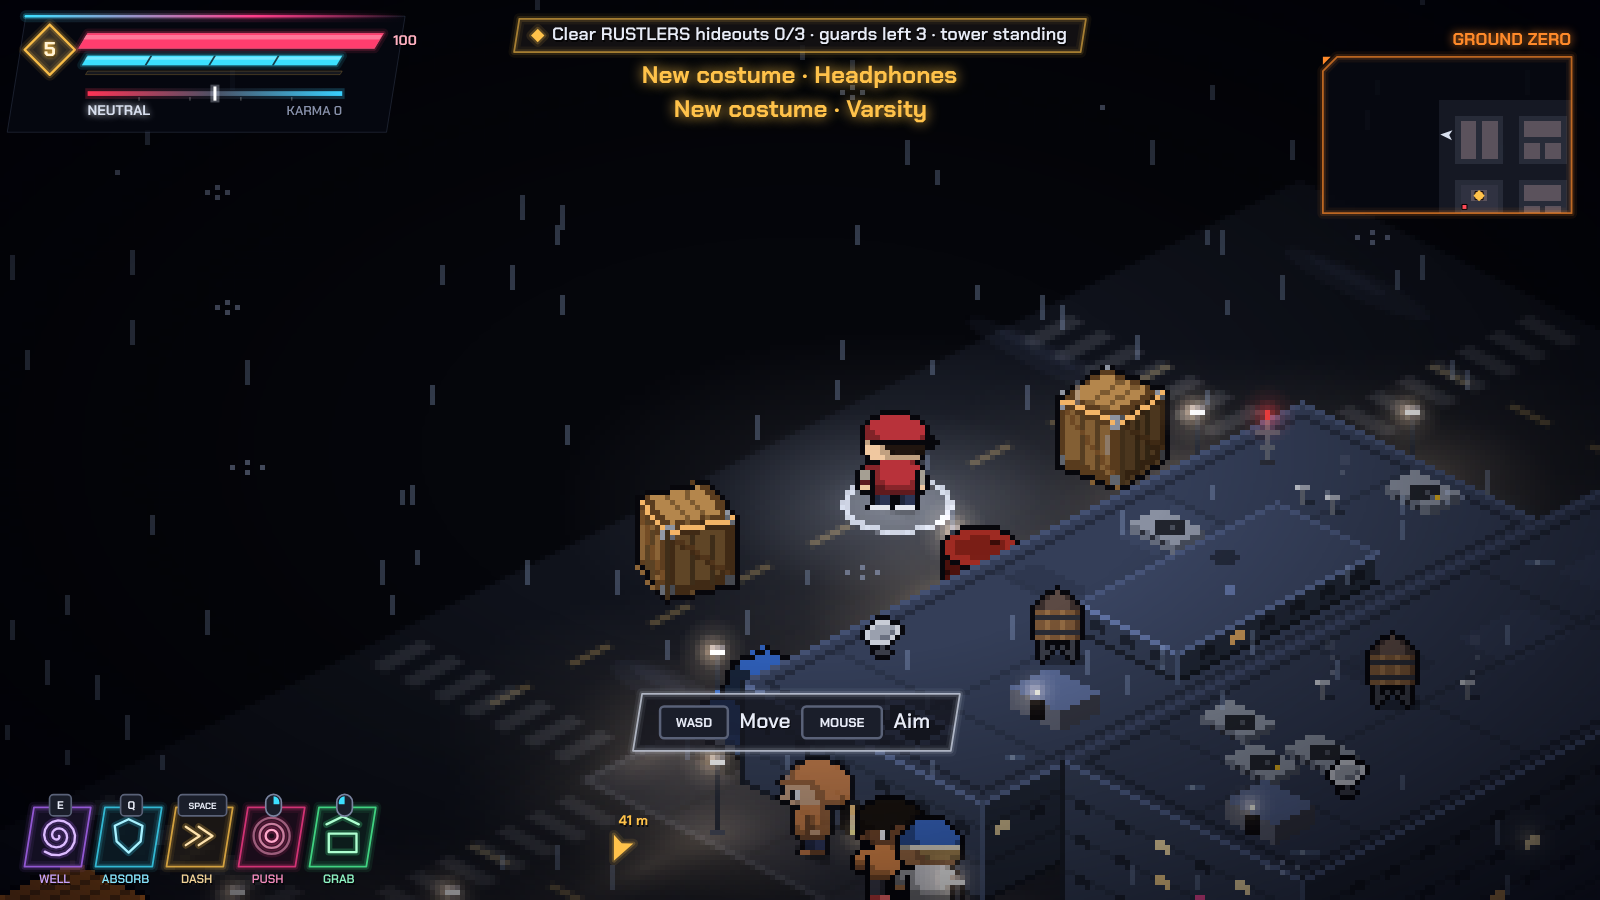 5
100
NEUTRAL
KARMA 0
Clear RUSTLERS hideouts 0/3 · guards left 3 · tower standing
New costume · Headphones
New costume · Varsity
GROUND ZERO
WASD Move MOUSE Aim
41 m
E
Q
SPACE
WELL
ABSORB
DASH
PUSH
GRAB